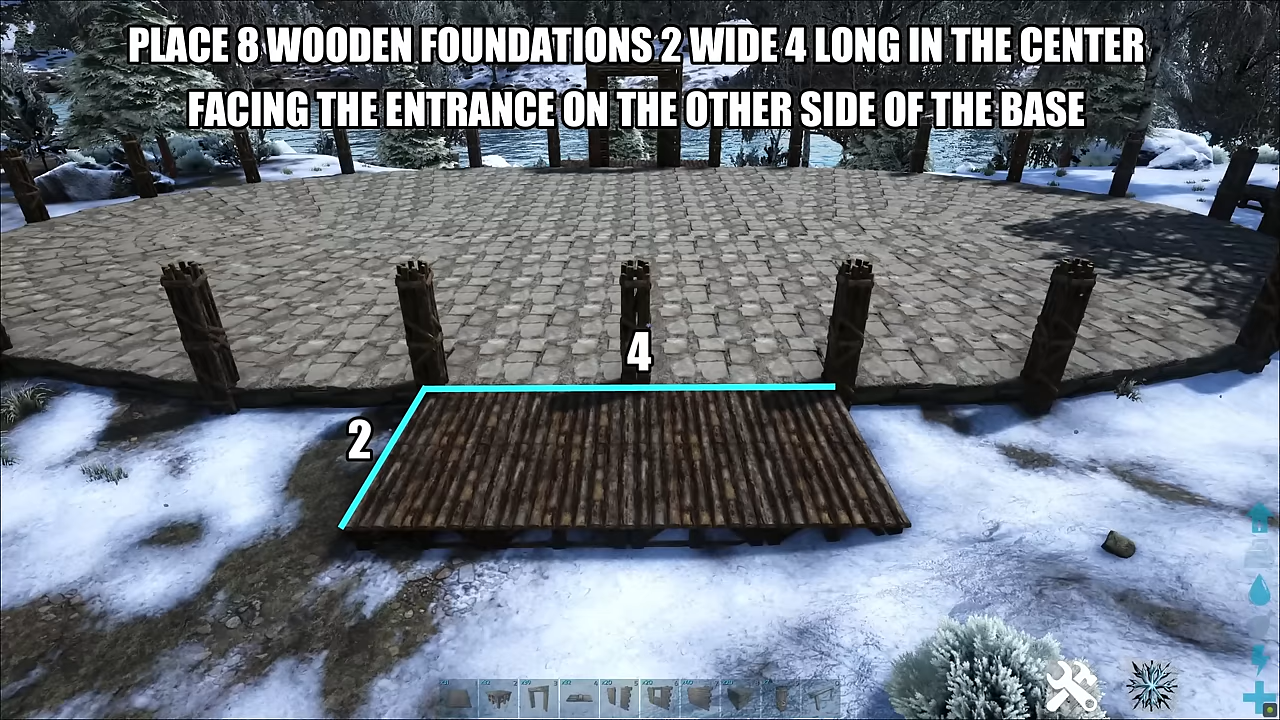 PLACE 8 WOODEN FOUNDATIONS 2 WIDE 4 LONG IN THE CENTER
FACING THE ENTRANCE ON THE OTHER SIDE OF THE BASE
4
2